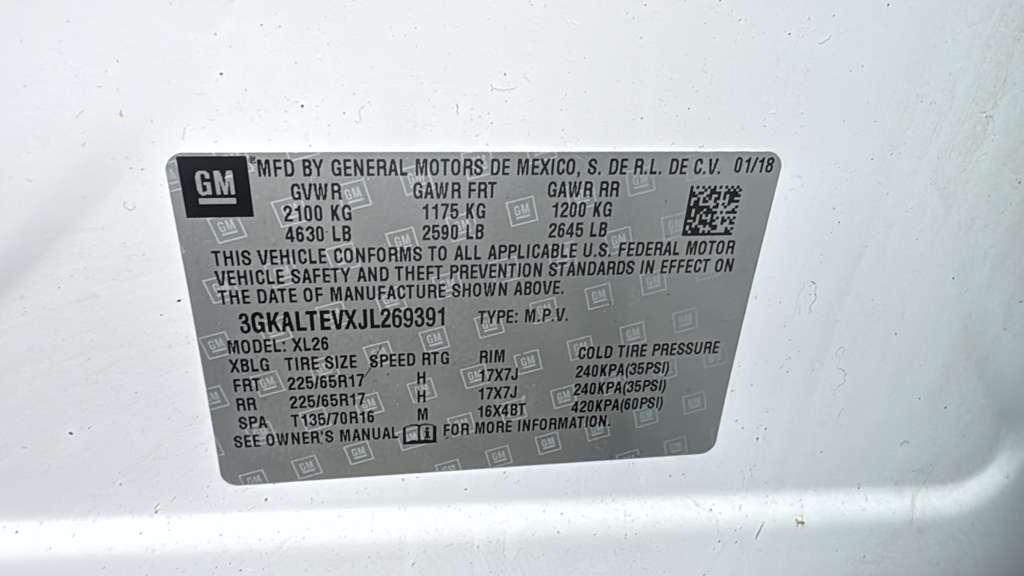 GM MFD BY GENERAL MOTORS DE MEXICO, S. DE R.L. DE C.V. 01/18
GVWR GAWR FRT GAWR RR
2100 KG 1175 KG 1200 KG
4630 LB 2590 LB 2645 LB
THIS VEHICLE CONFORMS TO ALL APPLICABLE U.S. FEDERAL MOTOR
VEHICLE SAFETY AND THEFT PREVENTION STANDARDS IN EFFECT ON
THE DATE OF MANUFACTURE SHOWN ABOVE.
3GKALTEVXJL269391 TYPE: M.P.V.
MODEL: XL26
XBLG TIRE SIZE SPEED RTG RIM COLD TIRE PRESSURE
FRT 225/65R17 H 17X7J 240KPA(35PSI)
RR 225/65R17 H 17X7J 240KPA(35PSI)
SPA T135/70R16 M 16X4BT 420KPA(60PSI)
SEE OWNER'S MANUAL FOR MORE INFORMATION.